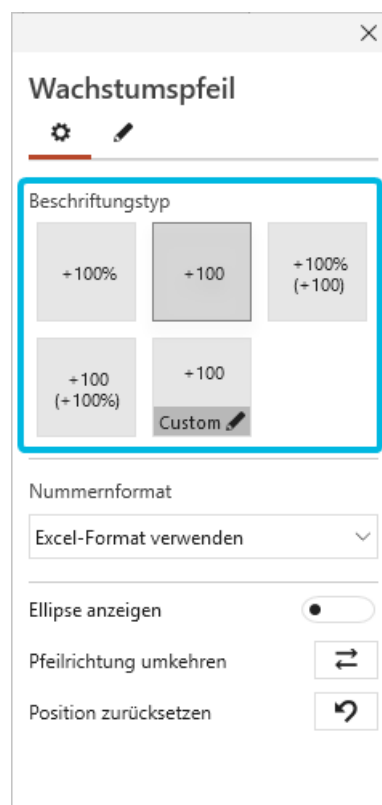 Wachstumspfeil
Beschriftungstyp
+100%
+100
+100%
(+100)
+100
(+100%)
+100
Custom
Nummernformat
Excel-Format verwenden
Ellipse anzeigen
Pfeilrichtung umkehren
Position zurücksetzen